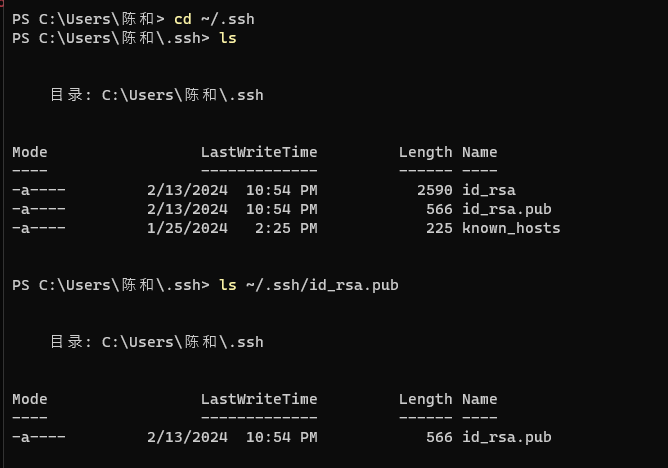 PS C:\Users\陈和> cd ~/.ssh
PS C:\Users\陈和\.ssh> ls
目录: C:\Users\陈和\.ssh
Mode                 LastWriteTime         Length Name
----                 -------------         ------ ----
-a----         2/13/2024  10:54 PM           2590 id_rsa
-a----         2/13/2024  10:54 PM            566 id_rsa.pub
-a----         1/25/2024   2:25 PM            225 known_hosts
PS C:\Users\陈和\.ssh> ls ~/.ssh/id_rsa.pub
目录: C:\Users\陈和\.ssh
Mode                 LastWriteTime         Length Name
----                 -------------         ------ ----
-a----         2/13/2024  10:54 PM            566 id_rsa.pub